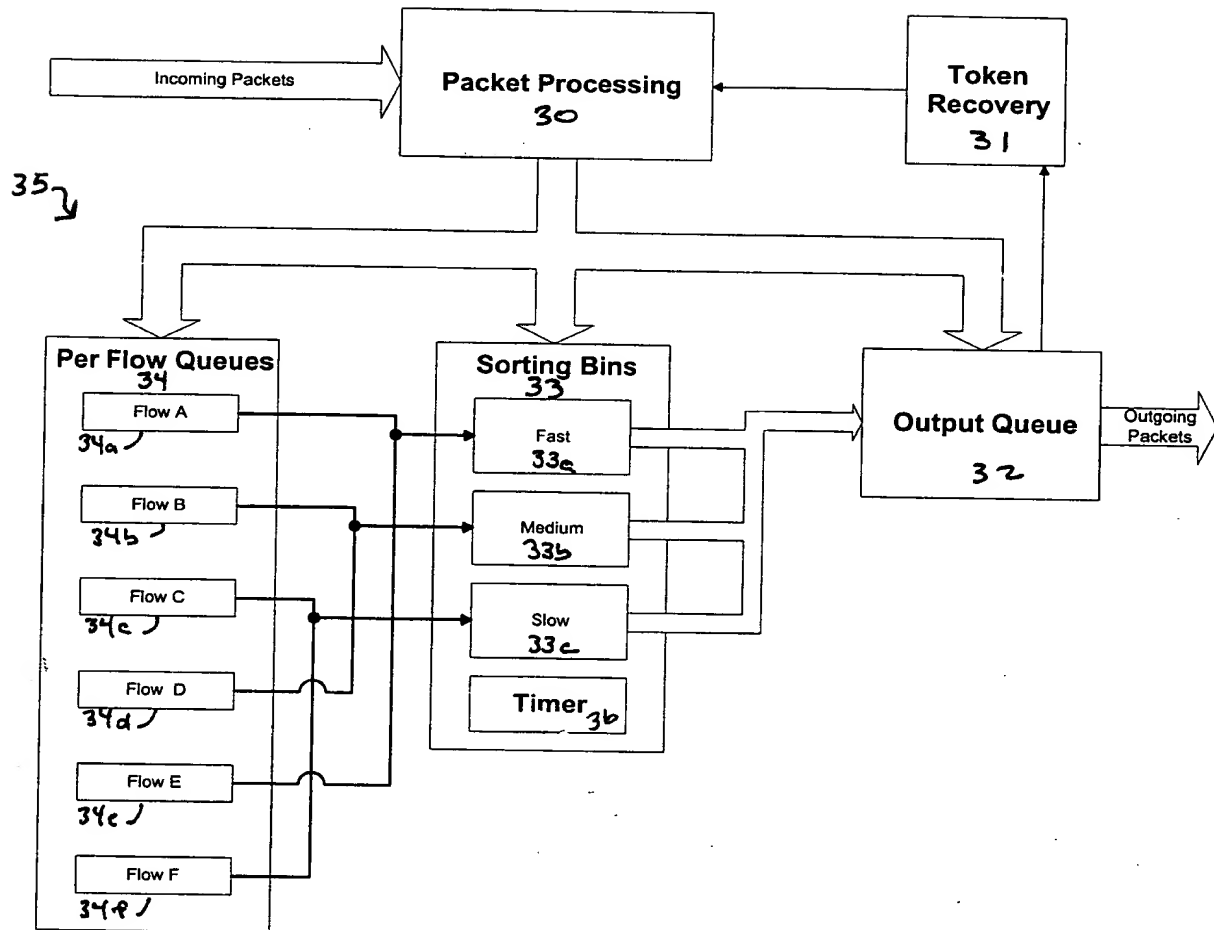 Incoming Packets
Packet Processing
30
Token
Recovery
31
35
Per Flow Queues
34
Flow A
34a
Flow B
34b
Flow C
34c
Flow D
34d
Flow E
34e
Flow F
34f
Sorting Bins
33
Fast
33a
Medium
33b
Slow
33c
Timer
36
Output Queue
32
Outgoing
Packets